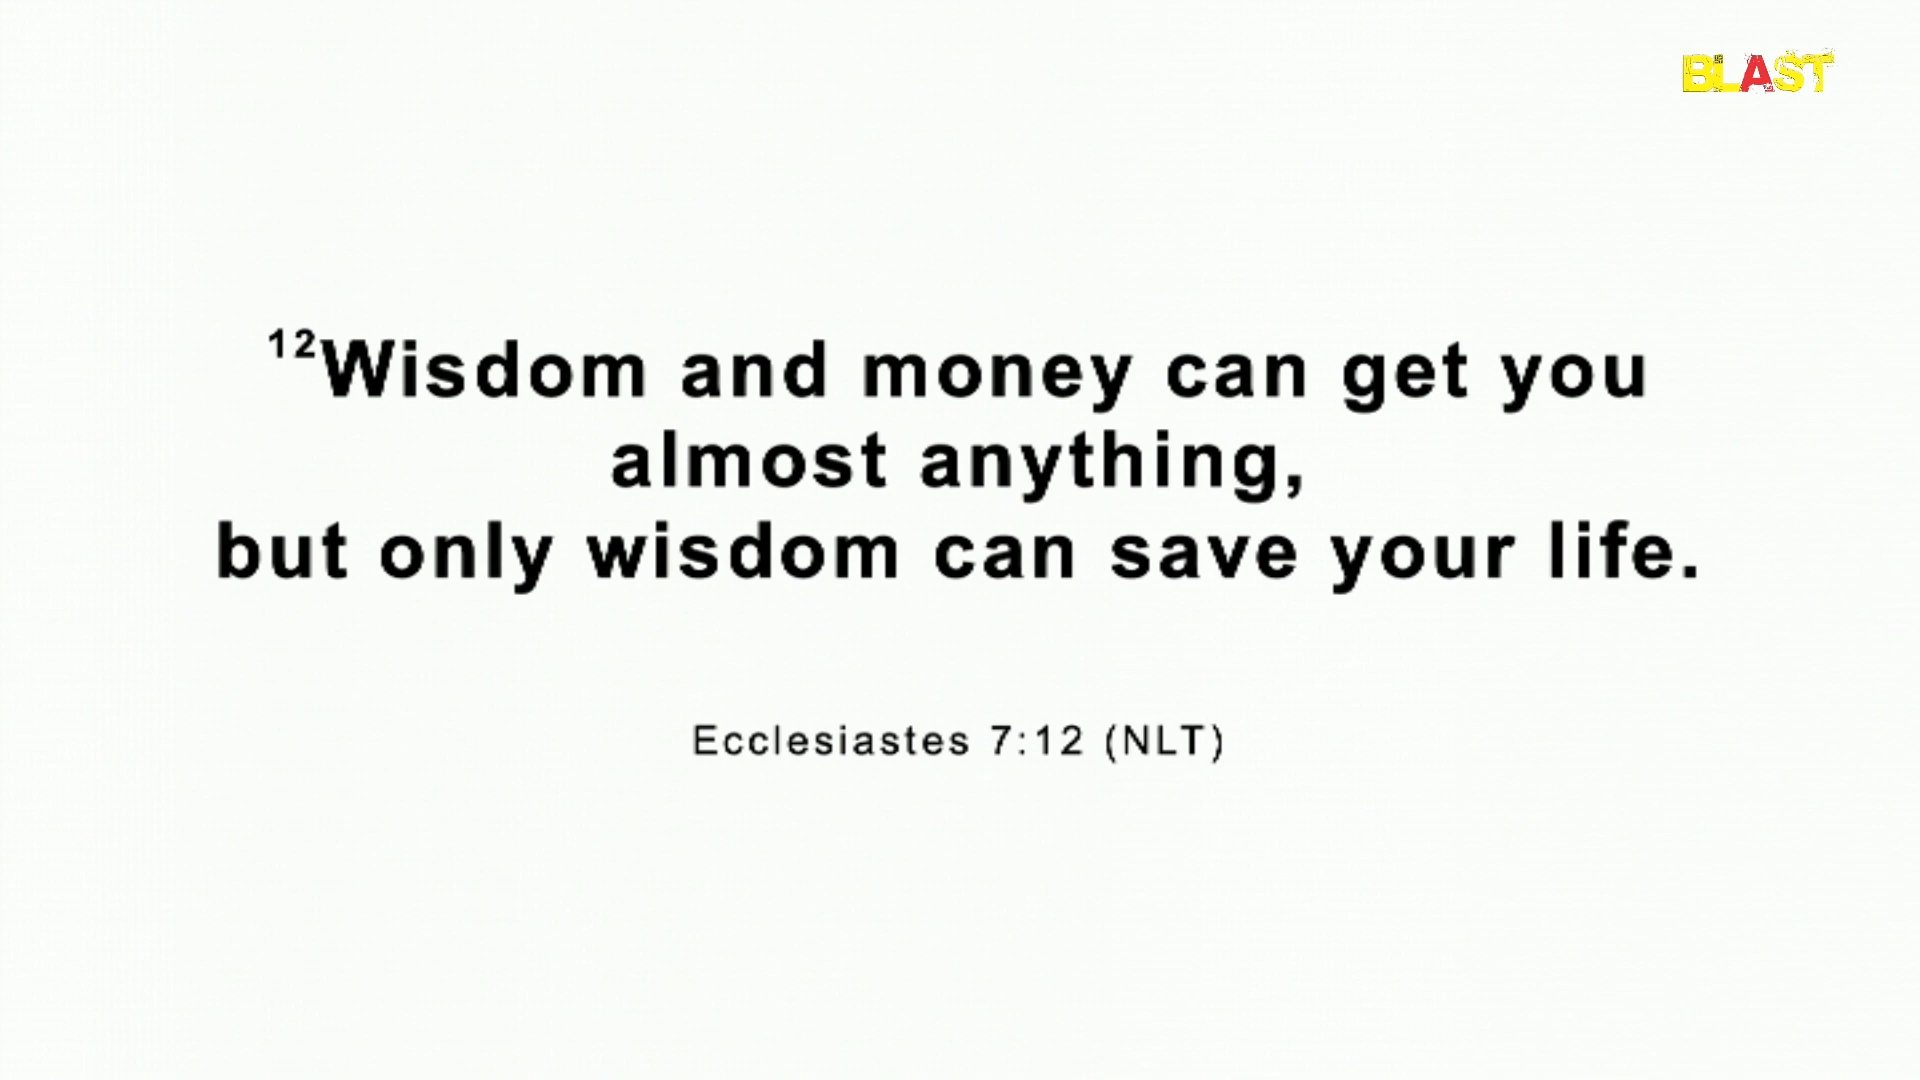 BLAST
¹²Wisdom and money can get you
almost anything,
but only wisdom can save your life.
Ecclesiastes 7:12 (NLT)